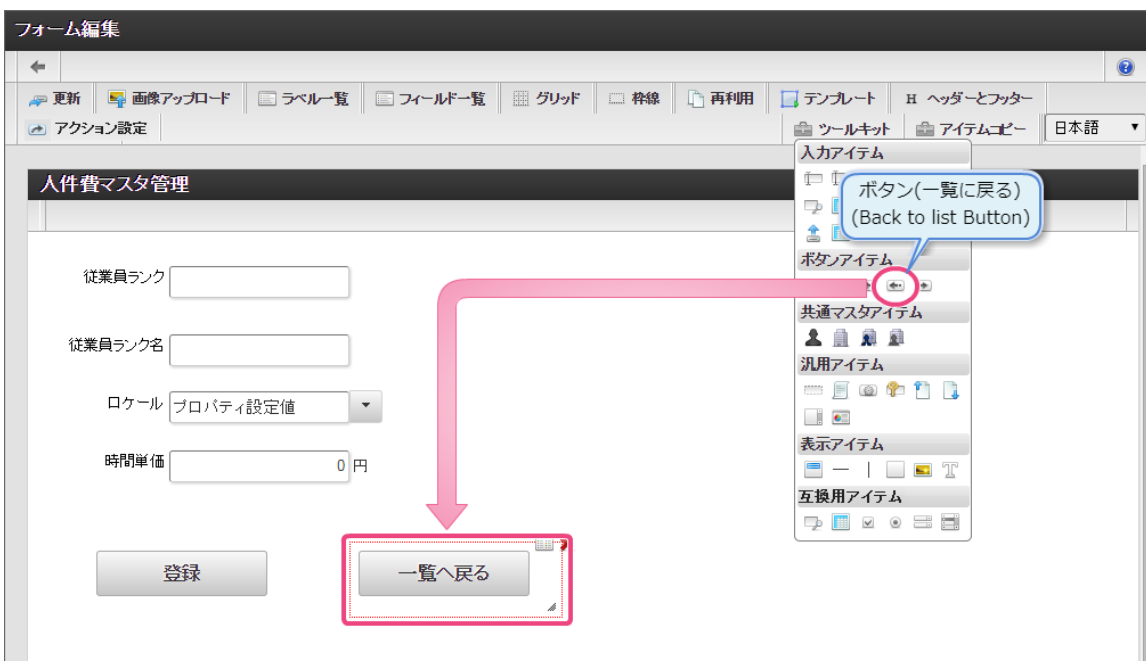 フォーム編集
更新
画像アップロード
ラベル一覧
フィールド一覧
グリッド
枠線
再利用
テンプレート
H ヘッダーとフッター
アクション設定
ツールキット
アイテムコピー
日本語
入力アイテム
ボタン(一覧に戻る)
(Back to list Button)
ボタンアイテム
共通マスタアイテム
汎用アイテム
表示アイテム
互換用アイテム
人件費マスタ管理
従業員ランク
従業員ランク名
ロケール
プロパティ設定値
時間単価
0 円
登録
一覧へ戻る